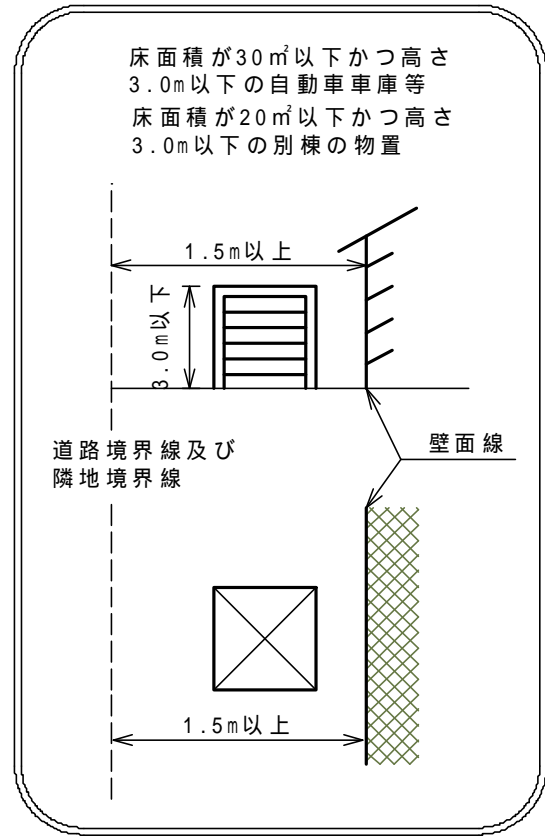 床面積が30㎡以下かつ高さ
3.0m以下の自動車車庫等
床面積が20㎡以下かつ高さ
3.0m以下の別棟の物置
1.5m以上
3.0m以下
道路境界線及び
隣地境界線
壁面線
1.5m以上